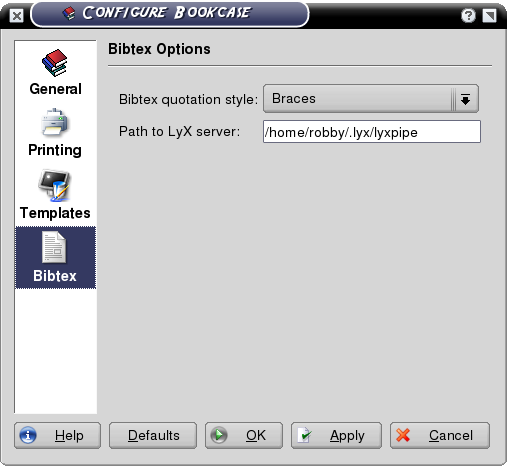 Configure Bookcase
General
Printing
Templates
Bibtex
Bibtex Options
Bibtex quotation style: Braces
Path to LyX server: /home/robby/.lyx/lyxpipe
Help Defaults OK Apply Cancel